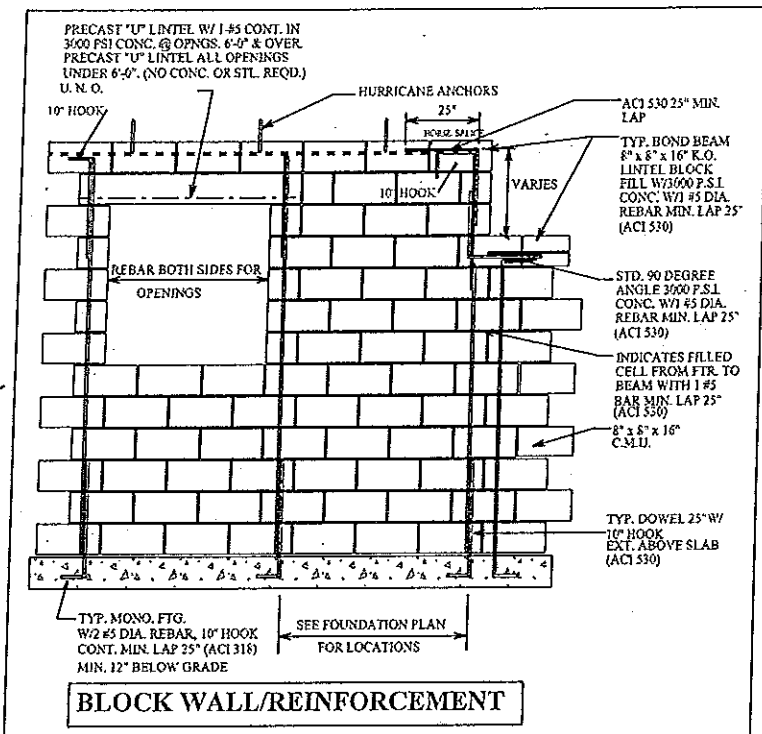 PRECAST "U" LINTEL W/ 1-#5 CONT. IN
3000 PSI CONC. @ OPNGS. 6'-0" & OVER.
PRECAST "U" LINTEL ALL OPENINGS
UNDER 6'-0". (NO CONC. OR STL. REQD.)
U. N. O.
10" HOOK
HURRICANE ANCHORS
25"
ACI 530 25" MIN.
LAP
10" HOOK
VARIES
TYP. BOND BEAM
8" x 8" x 16" K.O.
LINTEL BLOCK
FILL W/3000 P.S.I.
CONC. W/1 #5 DIA.
REBAR MIN. LAP 25"
(ACI 530)
REBAR BOTH SIDES FOR
OPENINGS
STD. 90 DEGREE
ANGLE 3000 P.S.I.
CONC. W/1 #5 DIA.
REBAR MIN. LAP 25"
(ACI 530)
INDICATES FILLED
CELL FROM FTR. TO
BEAM WITH 1 #5
BAR MIN. LAP 25"
(ACI 530)
8" x 8" x 16"
C.M.U.
TYP. DOWEL 25" W/
10" HOOK
EXT. ABOVE SLAB
(ACI 530)
TYP. MONO. FTG.
W/2 #5 DIA. REBAR, 10" HOOK
CONT. MIN. LAP 25" (ACI 318)
MIN. 12" BELOW GRADE
SEE FOUNDATION PLAN
FOR LOCATIONS
BLOCK WALL/REINFORCEMENT